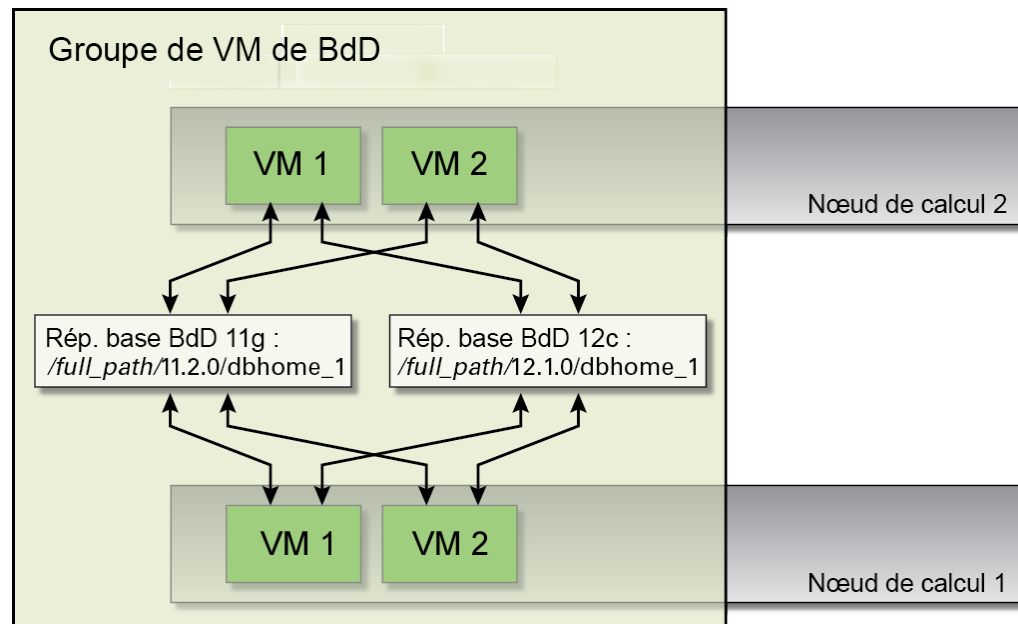 Groupe de VM de BdD
VM 1
VM 2
Nœud de calcul 2
Rép. base BdD 11g :
/full_path/11.2.0/dbhome_1
Rép. base BdD 12c :
/full_path/12.1.0/dbhome_1
VM 1
VM 2
Nœud de calcul 1